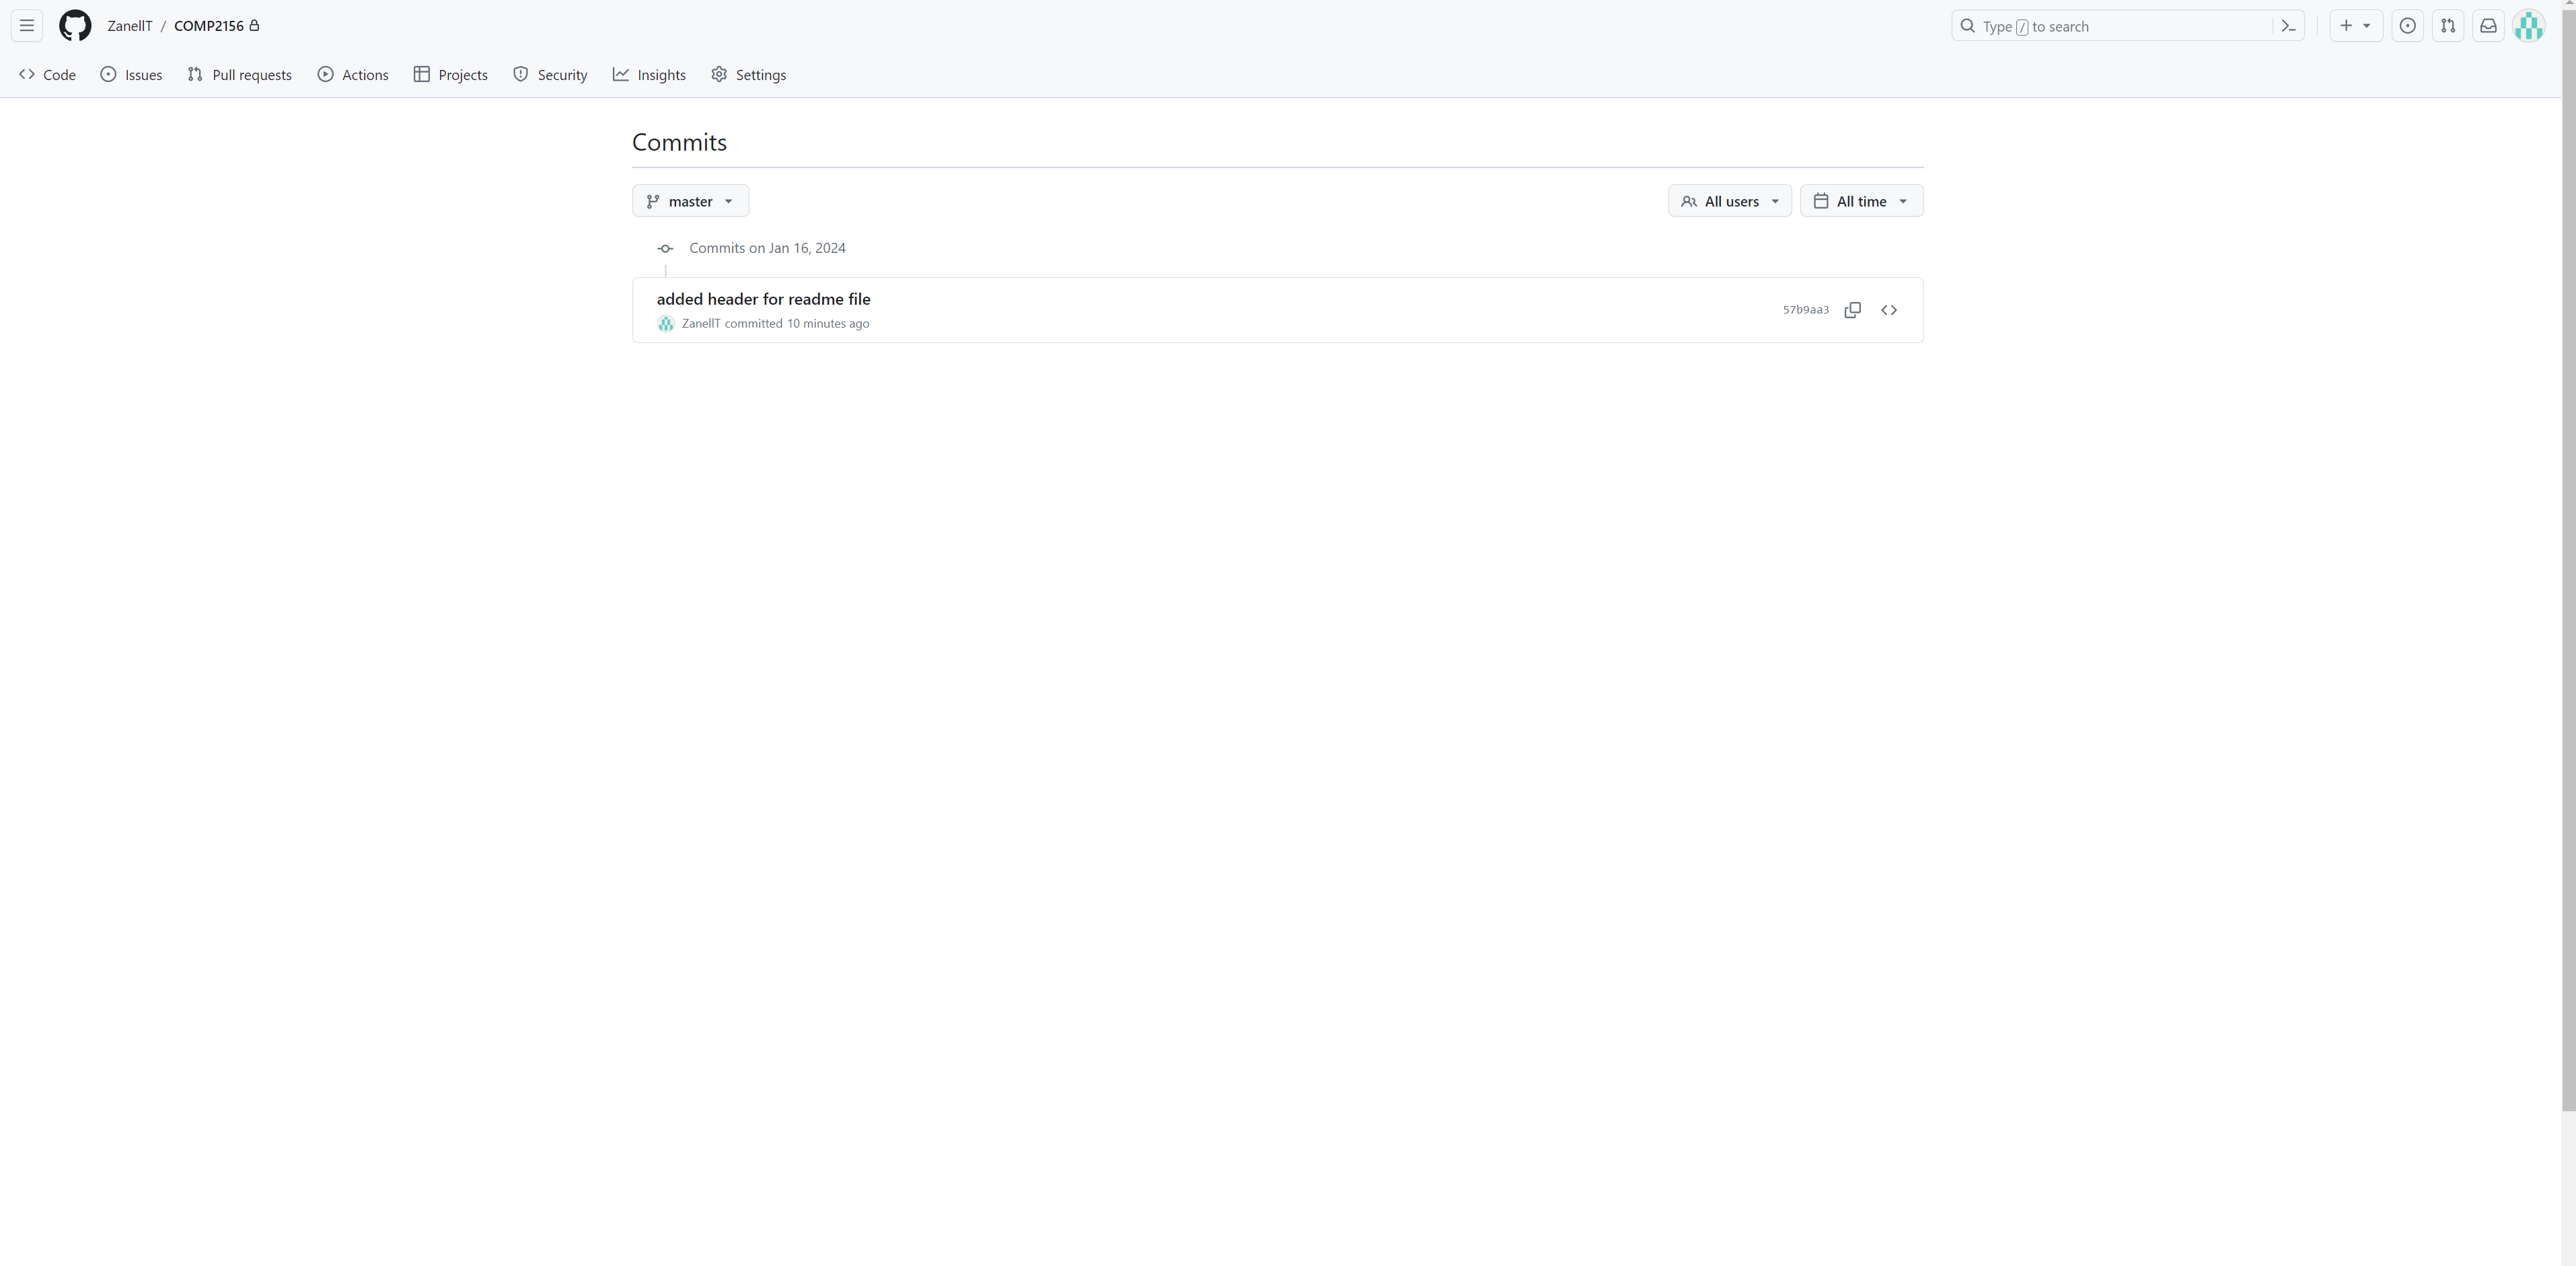 ZanellT / COMP2156
Type / to search
Code Issues Pull requests Actions Projects Security Insights Settings
Commits
master
All users
All time
Commits on Jan 16, 2024
added header for readme file
57b9aa3
ZanellT committed 10 minutes ago